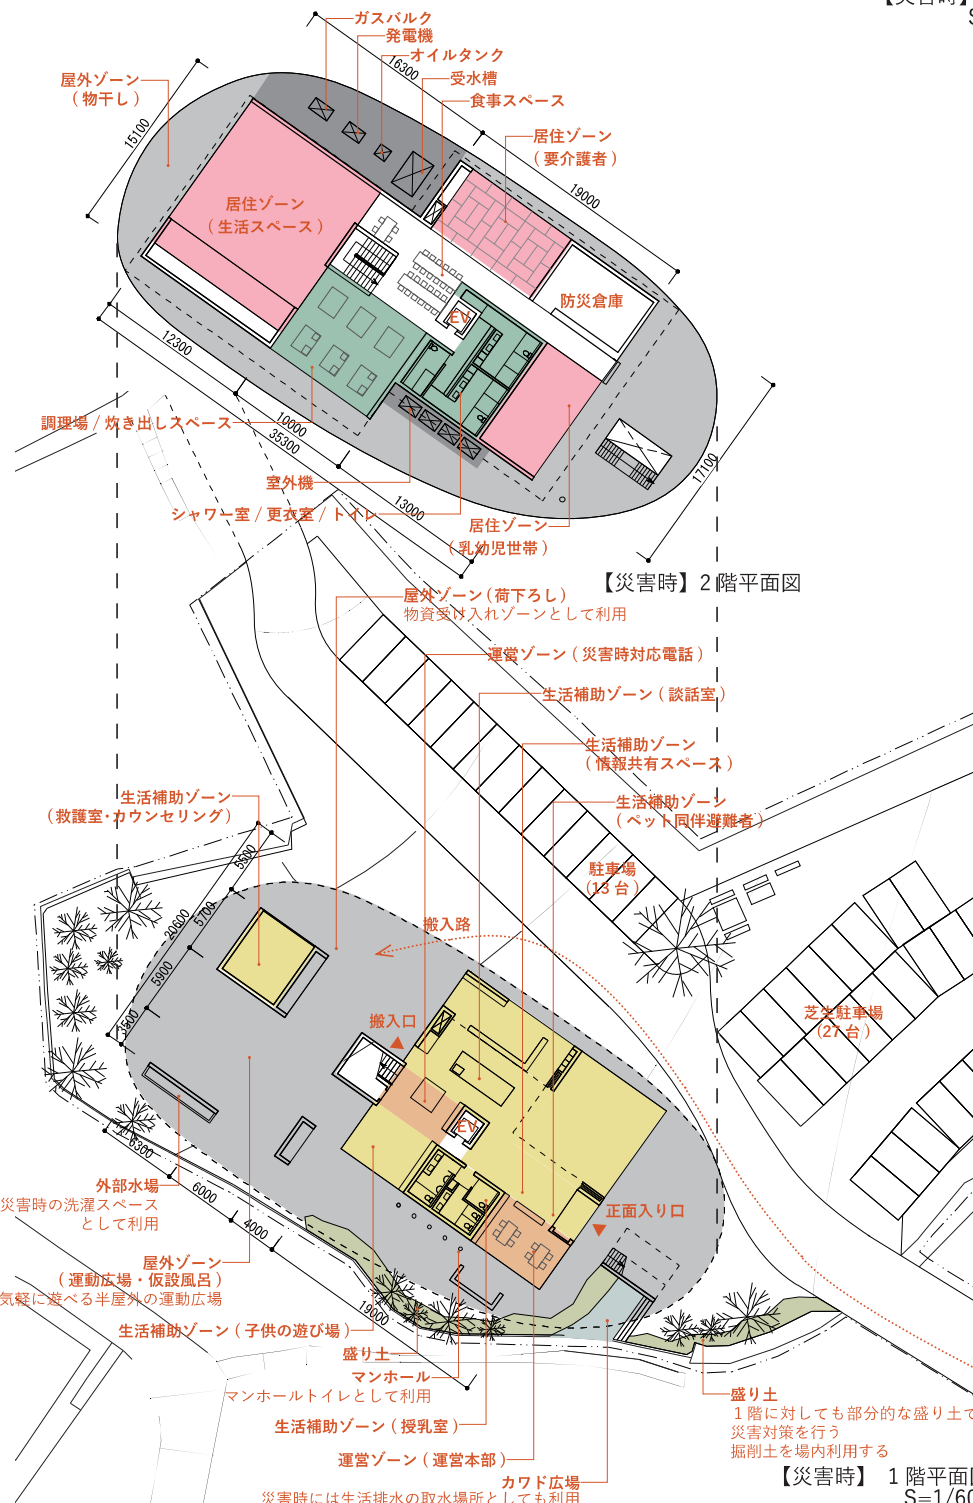 【災害時】
S
ガスバルク
発電機
オイルタンク
受水槽
食事スペース
屋外ゾーン
（物干し）
居住ゾーン
（要介護者）
16300
15100
19000
居住ゾーン
（生活スペース）
防災倉庫
EV
12300
10000
35300
13000
17100
調理場 / 炊き出しスペース
室外機
シャワー室 / 更衣室 / トイレ
居住ゾーン
（乳幼児世帯）
【災害時】2 階平面図
屋外ゾーン（荷下ろし）
物資受け入れゾーンとして利用
運営ゾーン（災害時対応電話）
生活補助ゾーン（談話室）
生活補助ゾーン
（情報共有スペース）
生活補助ゾーン
（ペット同伴避難者）
生活補助ゾーン
（救護室・カウンセリング）
駐車場
（13 台）
搬入路
搬入口
芝生駐車場
（27 台）
5500
5700
20600
5900
3500
EV
正面入り口
6300
6000
4000
19000
外部水場
災害時の洗濯スペース
として利用
屋外ゾーン
（運動広場・仮設風呂）
気軽に遊べる半屋外の運動広場
生活補助ゾーン（子供の遊び場）
盛り土
マンホール
マンホールトイレとして利用
生活補助ゾーン（授乳室）
運営ゾーン（運営本部）
カワド広場
災害時には生活排水の取水場所としても利用
盛り土
1 階に対しても部分的な盛り土で
災害対策を行う
掘削土を場内利用する
【災害時】 1 階平面図
S=1/60